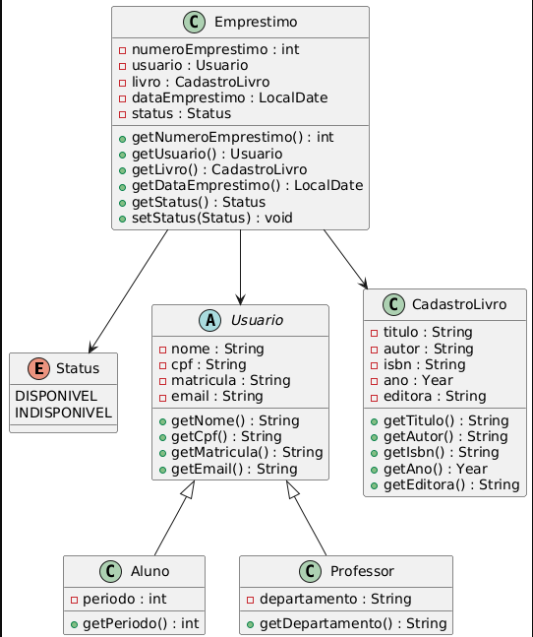 C Emprestimo
numeroEmprestimo : int
usuario : Usuario
livro : CadastroLivro
dataEmprestimo : LocalDate
status : Status
getNumeroEmprestimo() : int
getUsuario() : Usuario
getLivro() : CadastroLivro
getDataEmprestimo() : LocalDate
getStatus() : Status
setStatus(Status) : void
E Status
DISPONIVEL
INDISPONIVEL
A Usuario
nome : String
cpf : String
matricula : String
email : String
getNome() : String
getCpf() : String
getMatricula() : String
getEmail() : String
C CadastroLivro
titulo : String
autor : String
isbn : String
ano : Year
editora : String
getTitulo() : String
getAutor() : String
getIsbn() : String
getAno() : Year
getEditora() : String
C Aluno
periodo : int
getPeriodo() : int
C Professor
departamento : String
getDepartamento() : String